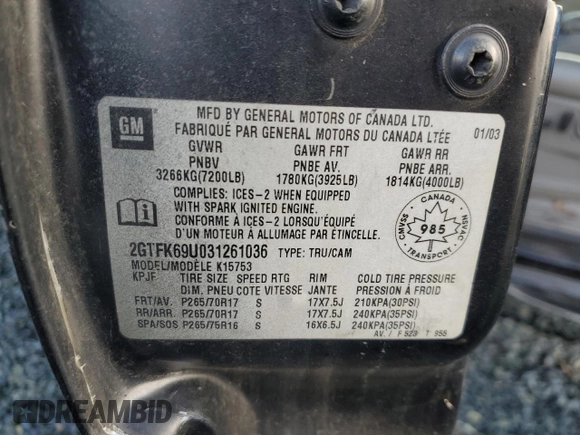 GM
MFD BY GENERAL MOTORS OF CANADA LTD.
FABRIQUÉ PAR GENERAL MOTORS DU CANADA LTÉE
01/03
GVWR GAWR FRT GAWR RR
PNBV PNBE AV. PNBE ARR.
3266KG(7200LB) 1780KG(3925LB) 1814KG(4000LB)
COMPLIES: ICES-2 WHEN EQUIPPED
WITH SPARK IGNITED ENGINE.
CONFORME À ICES-2 LORSQU'ÉQUIPÉ
D'UN MOTEUR A ALLUMAGE PAR ÉTINCELLE.
CANADA
CMVSS NSVAC
985
TRANSPORT
2GTFK69U031261036 TYPE: TRU/CAM
MODEL/MODÈLE K15753
KPJF TIRE SIZE SPEED RTG RIM COLD TIRE PRESSURE
DIM. PNEU COTE VITESSE JANTE PRESSION À FROID
FRT/AV. P265/70R17 S 17X7.5J 210KPA(30PSI)
RR/ARR. P265/70R17 S 17X7.5J 240KPA(35PSI)
SPA/SOS P265/75R16 S 16X6.5J 240KPA(35PSI)
AV. / F 523 T 955
DREAMBID